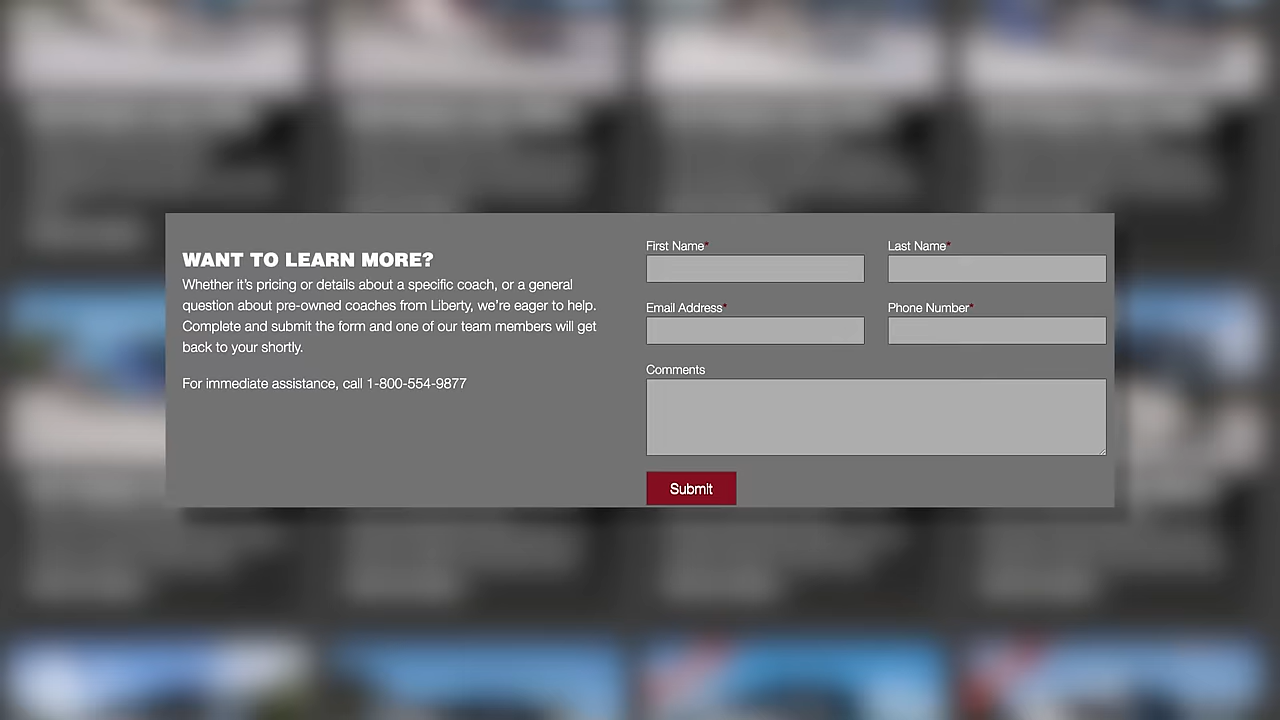 WANT TO LEARN MORE?
Whether it's pricing or details about a specific coach, or a general
question about pre-owned coaches from Liberty, we're eager to help.
Complete and submit the form and one of our team members will get
back to your shortly.
For immediate assistance, call 1-800-554-9877
First Name*
Last Name*
Email Address*
Phone Number*
Comments
Submit